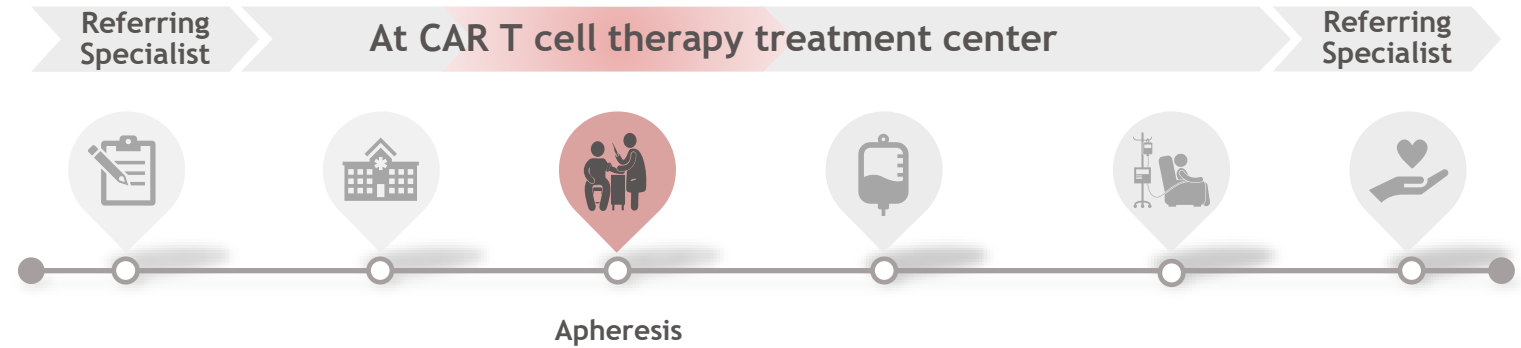 Referring
Specialist
At CAR T cell therapy treatment center
Referring
Specialist
Apheresis